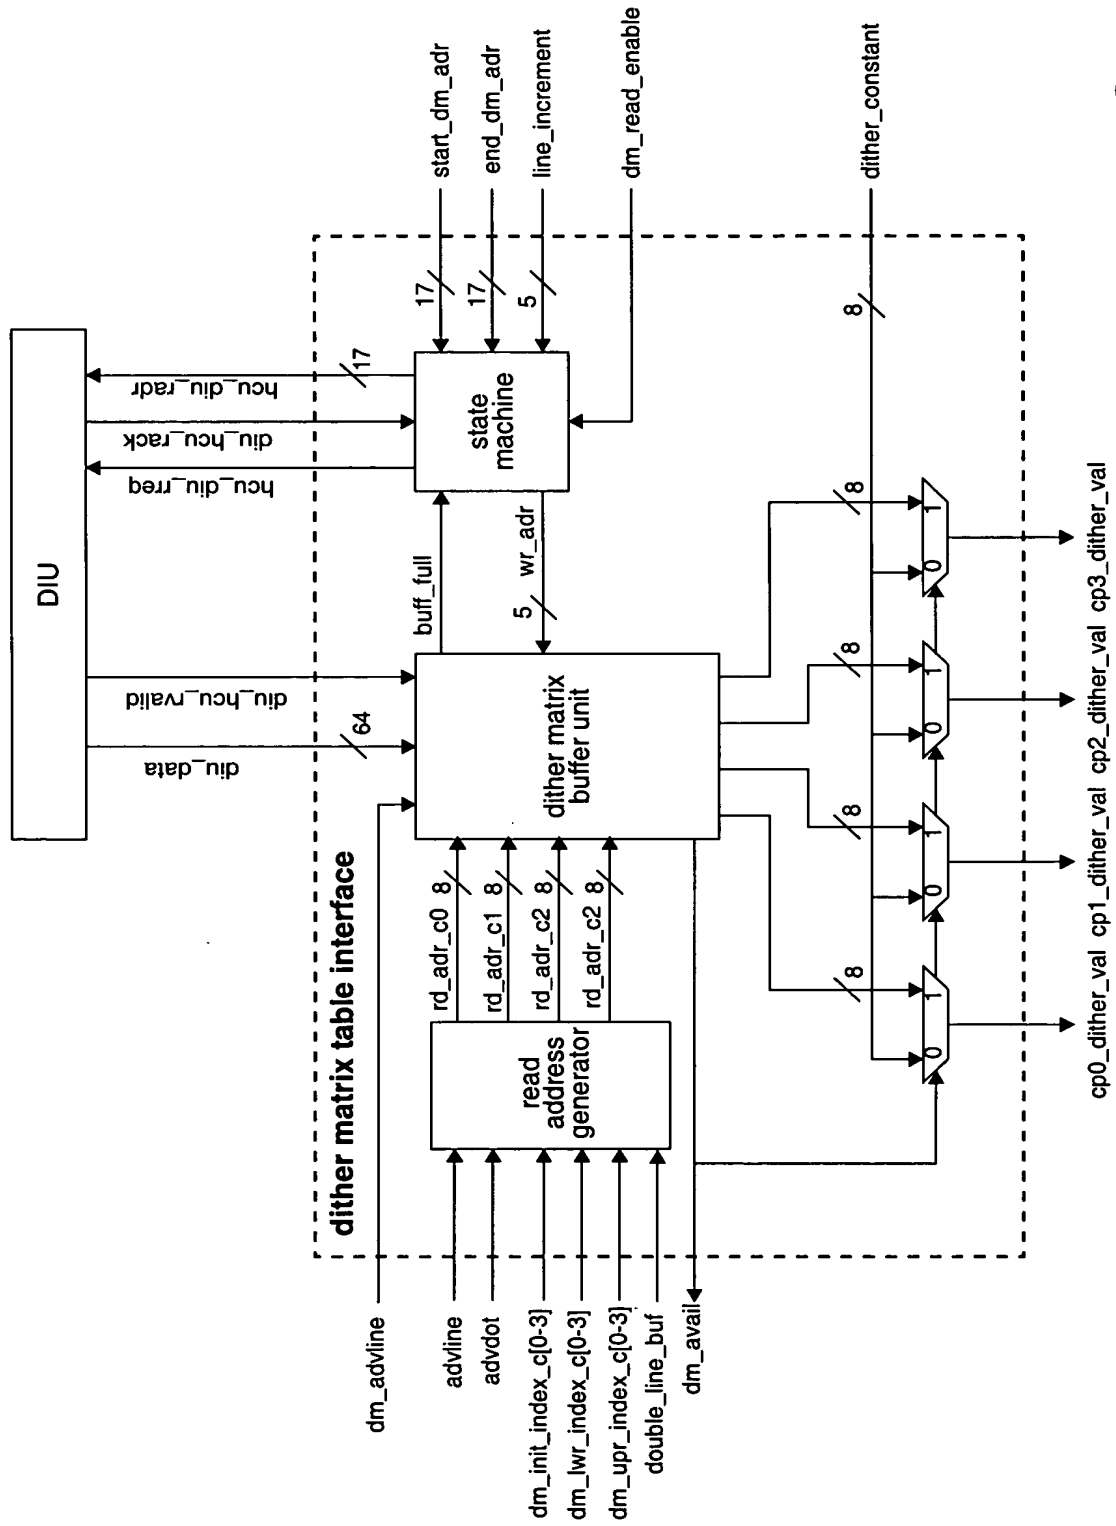 DIU
diu_data
64
diu_hcu_rvalid
hcu_diu_rreq
diu_hcu_rack
hcu_diu_radr
17
dither matrix table interface
dm_advline
advline
advdot
dm_init_index_c[0-3]
dm_lwr_index_c[0-3]
dm_upr_index_c[0-3]
double_line_buf
dm_avail
read
address
generator
rd_adr_c0
8
rd_adr_c1
8
rd_adr_c2
8
rd_adr_c2
8
dither matrix
buffer unit
buff_full
wr_adr
5
state
machine
17
start_dm_adr
17
end_dm_adr
5
line_increment
dm_read_enable
8
dither_constant
8
8
8
8
0 1
0 1
0 1
0 1
cp0_dither_val cp1_dither_val cp2_dither_val cp3_dither_val